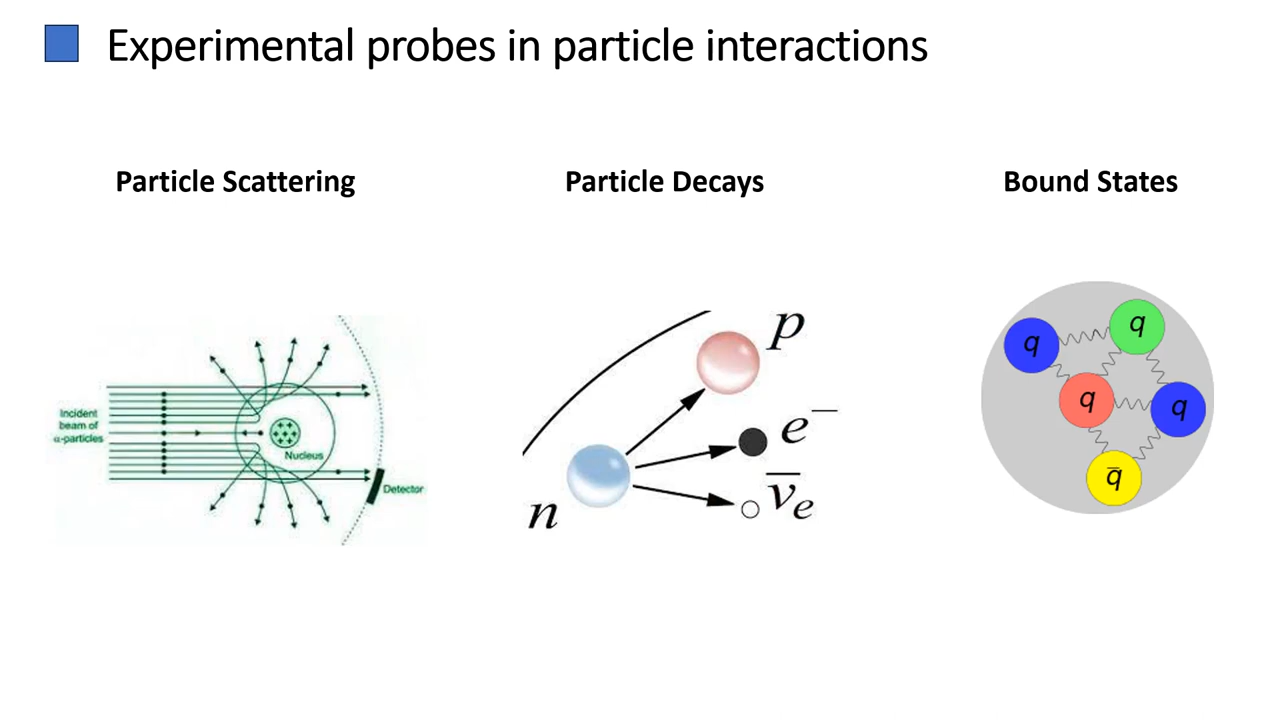 Experimental probes in particle interactions
Particle Scattering
Particle Decays
Bound States
Incident
beam of
α-particles
Nucleus
Detector
n
p
e⁻
v̅ₑ
q
q
q
q
q̅